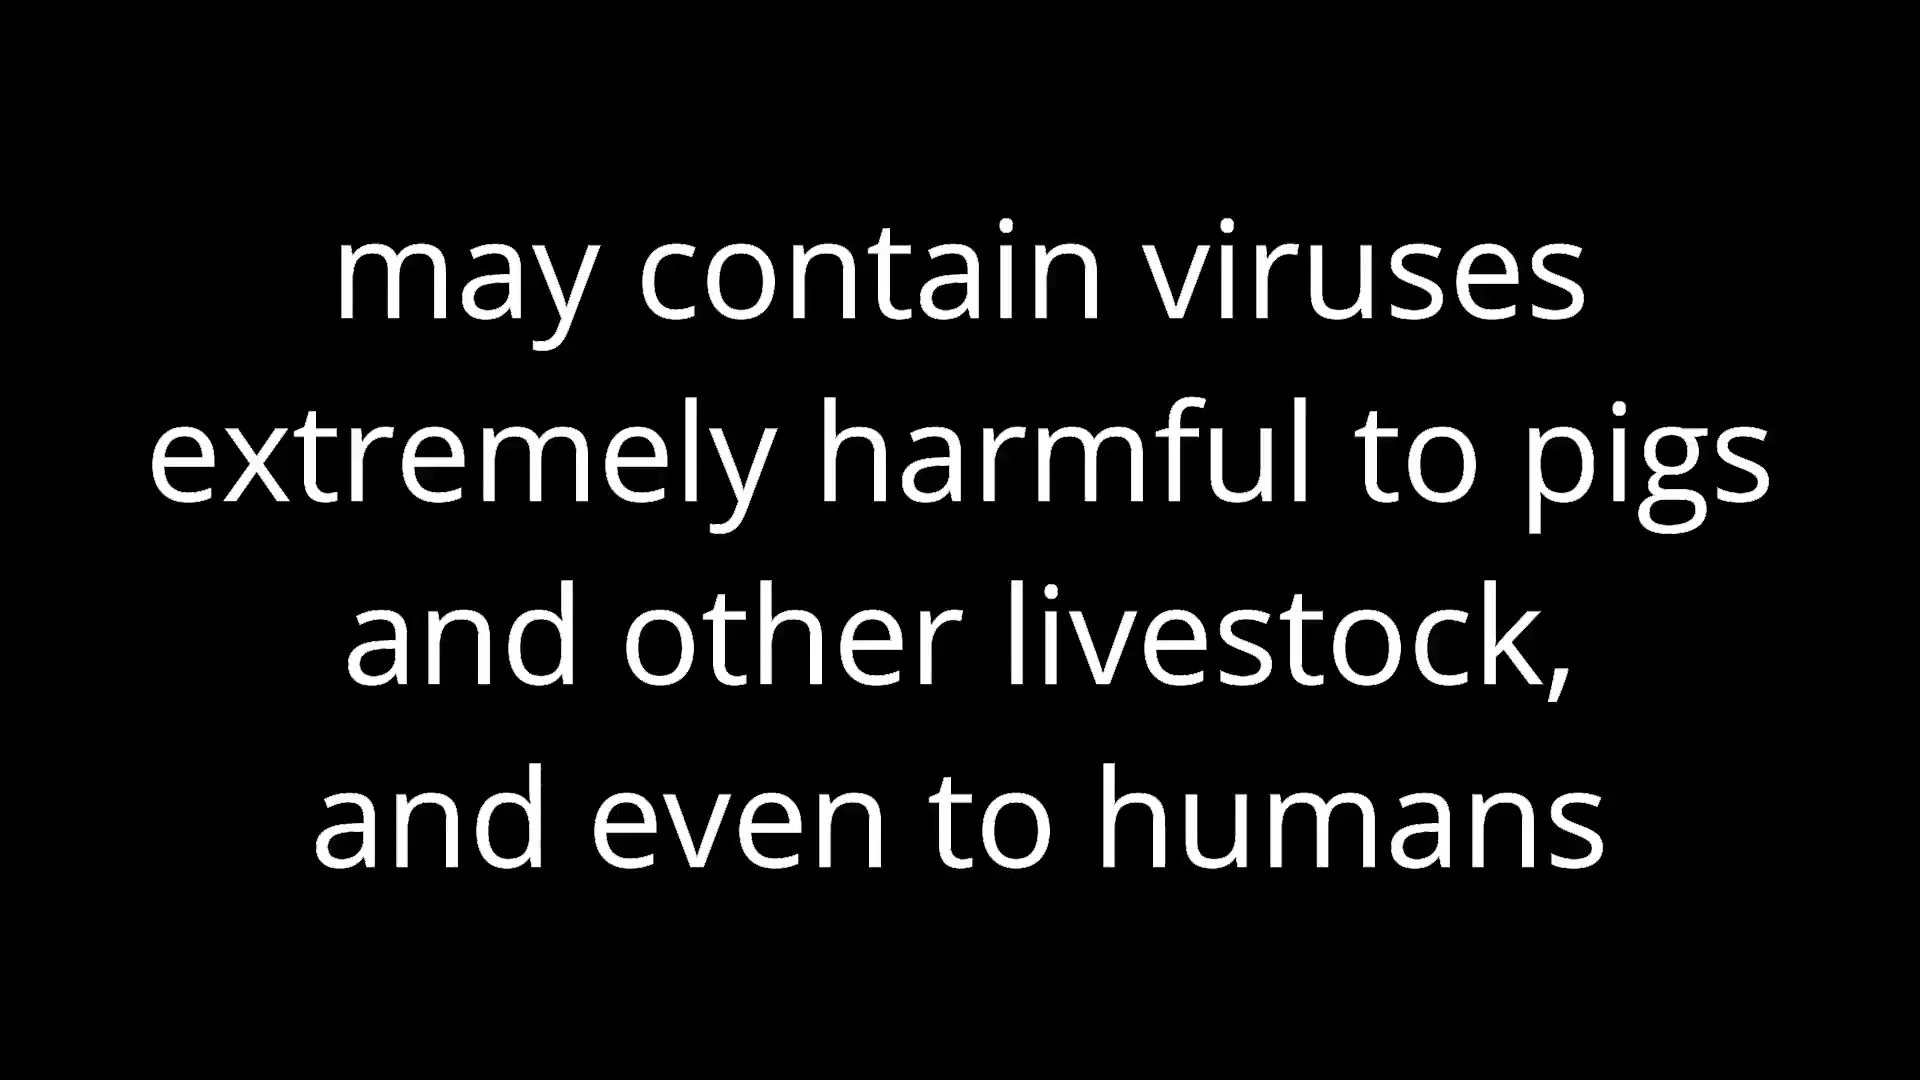 may contain viruses
extremely harmful to pigs
and other livestock,
and even to humans